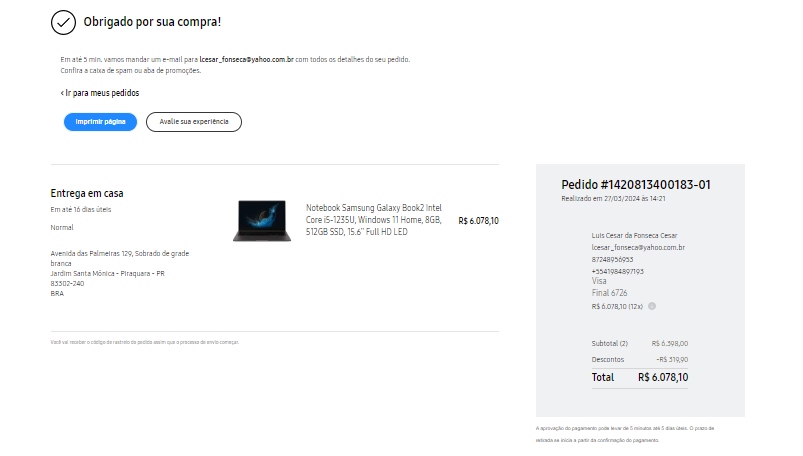 Obrigado por sua compra!
Em até 5 min. vamos mandar um e-mail para lcesar_fonseca@yahoo.com.br com todos os detalhes do seu pedido.
Confira a caixa de spam ou aba de promoções.
‹ Ir para meus pedidos
Imprimir página
Avalie sua experiência
Entrega em casa
Em até 16 dias úteis
Normal
Avenida das Palmeiras 129, Sobrado de grade
branca
Jardim Santa Mônica - Piraquara - PR
83302-240
BRA
Notebook Samsung Galaxy Book2 Intel
Core i5-1235U, Windows 11 Home, 8GB,
512GB SSD, 15.6" Full HD LED
R$ 6.078,10
Você vai receber o código de rastreio do pedido assim que o processo de envio começar.
Pedido #1420813400183-01
Realizado em 27/03/2024 às 14:21
Luis Cesar da Fonseca Cesar
lcesar_fonseca@yahoo.com.br
87248956953
+5541984897193
Visa
Final 6726
R$ 6.078,10 (12x)
Subtotal (2) R$ 6.398,00
Descontos -R$ 319,90
Total R$ 6.078,10
A aprovação do pagamento pode levar de 5 minutos até 5 dias úteis. O prazo de
retirada se inicia a partir da confirmação do pagamento.